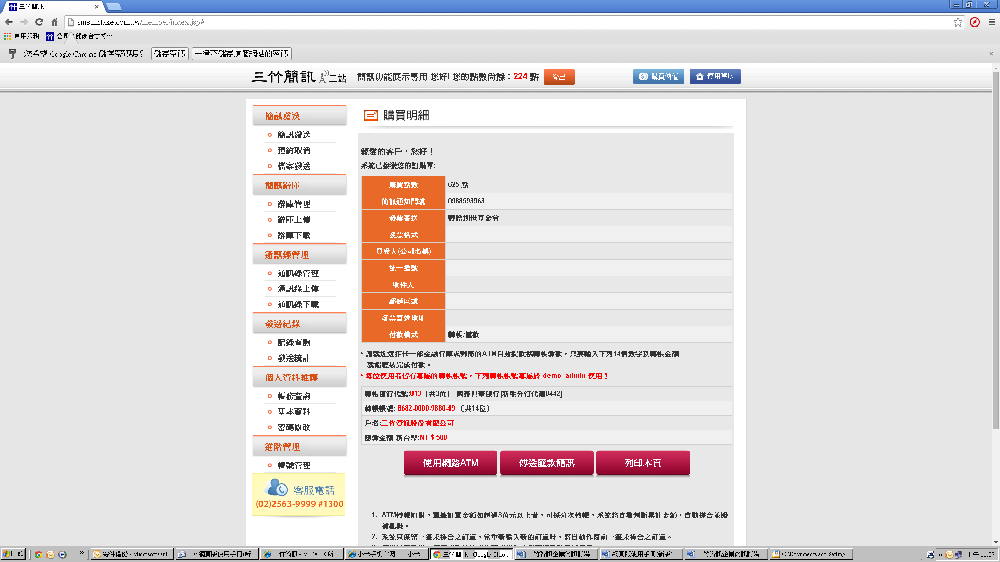 三竹簡訊
sms.mitake.com.tw/member/index.jsp#
應用服務
公司內部後台支援…
您希望 Google Chrome 儲存密碼嗎？
儲存密碼
一律不儲存這個網站的密碼
三竹簡訊 二站
簡訊功能展示專用 您好! 您的點數尚餘：224 點
登出
購買儲值
使用舊版
簡訊發送
簡訊發送
預約取消
檔案發送
簡訊辭庫
辭庫管理
辭庫上傳
辭庫下載
通訊錄管理
通訊錄管理
通訊錄上傳
通訊錄下載
發送紀錄
記錄查詢
發送統計
個人資料維護
帳務查詢
基本資料
密碼修改
進階管理
帳號管理
客服電話
(02)2563-9999 #1300
購買明細
親愛的客戶，您好！
系統已接獲您的訂購單:
購買點數 625 點
簡訊通知門號 0988593963
發票寄送 轉贈創世基金會
發票格式
買受人(公司名稱)
統一編號
收件人
郵遞區號
發票寄送地址
付款模式 轉帳/匯款
• 請就近選擇任一部金融行庫或郵局的ATM自動提款機轉帳繳款，只要輸入下列14個數字及轉帳金額
就能輕鬆完成付款。
• 每位使用者皆有專屬的轉帳帳號，下列轉帳帳號專屬於 demo_admin 使用！
轉帳銀行代號:013（共3位） 國泰世華銀行[新生分行代碼0442]
轉帳帳號: 8682-0000-9880-49 （共14位）
戶名:三竹資訊股份有限公司
應繳金額 新台幣:NT $ 500
使用網路ATM
傳送匯款簡訊
列印本頁
1. ATM轉帳訂購，單筆訂單金額如超過3萬元以上者，可採分次轉帳，系統將自動判斷累計金額，自動搓合並撥
補點數。
2. 系統只保留一筆未搓合之訂單，當重新輸入新的訂單時，將自動作廢前一筆未搓合之訂單。
開始
寄件備份 - Microsoft Out...
RE: 網頁版使用手冊(新...
三竹簡訊 - MITAKE 所...
小米手机官网——小米...
三竹簡訊 - Google Chro...
三竹資訊企業簡訊訂購...
網頁版使用手冊(新版1 ...
三竹資訊企業簡訊訂購...
C:\Documents and Setting...
上午 11:07